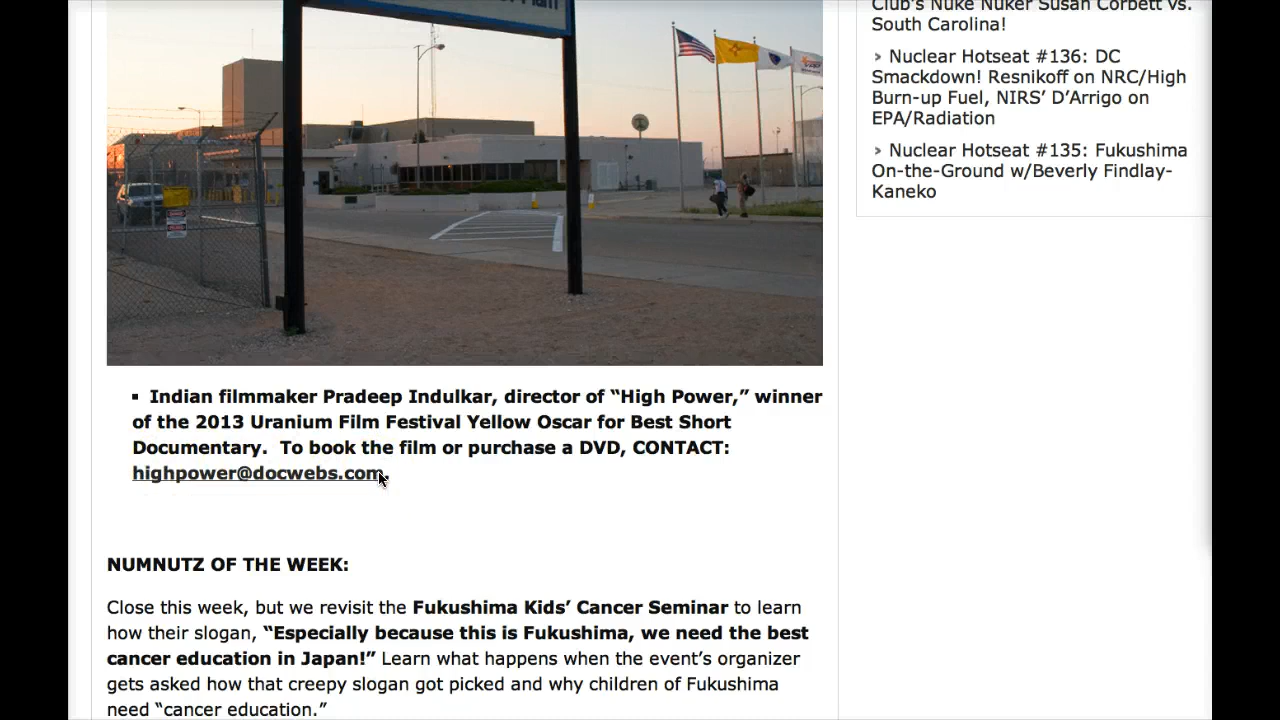 Indian filmmaker Pradeep Indulkar, director of “High Power,” winner
of the 2013 Uranium Film Festival Yellow Oscar for Best Short
Documentary.  To book the film or purchase a DVD, CONTACT:
highpower@docwebs.com.
NUMNUTZ OF THE WEEK:
Close this week, but we revisit the Fukushima Kids’ Cancer Seminar to learn
how their slogan, “Especially because this is Fukushima, we need the best
cancer education in Japan!” Learn what happens when the event’s organizer
gets asked how that creepy slogan got picked and why children of Fukushima
need “cancer education.”
Club's Nuke Nuker Susan Corbett vs.
South Carolina!
Nuclear Hotseat #136: DC
Smackdown! Resnikoff on NRC/High
Burn-up Fuel, NIRS’ D’Arrigo on
EPA/Radiation
Nuclear Hotseat #135: Fukushima
On-the-Ground w/Beverly Findlay-
Kaneko